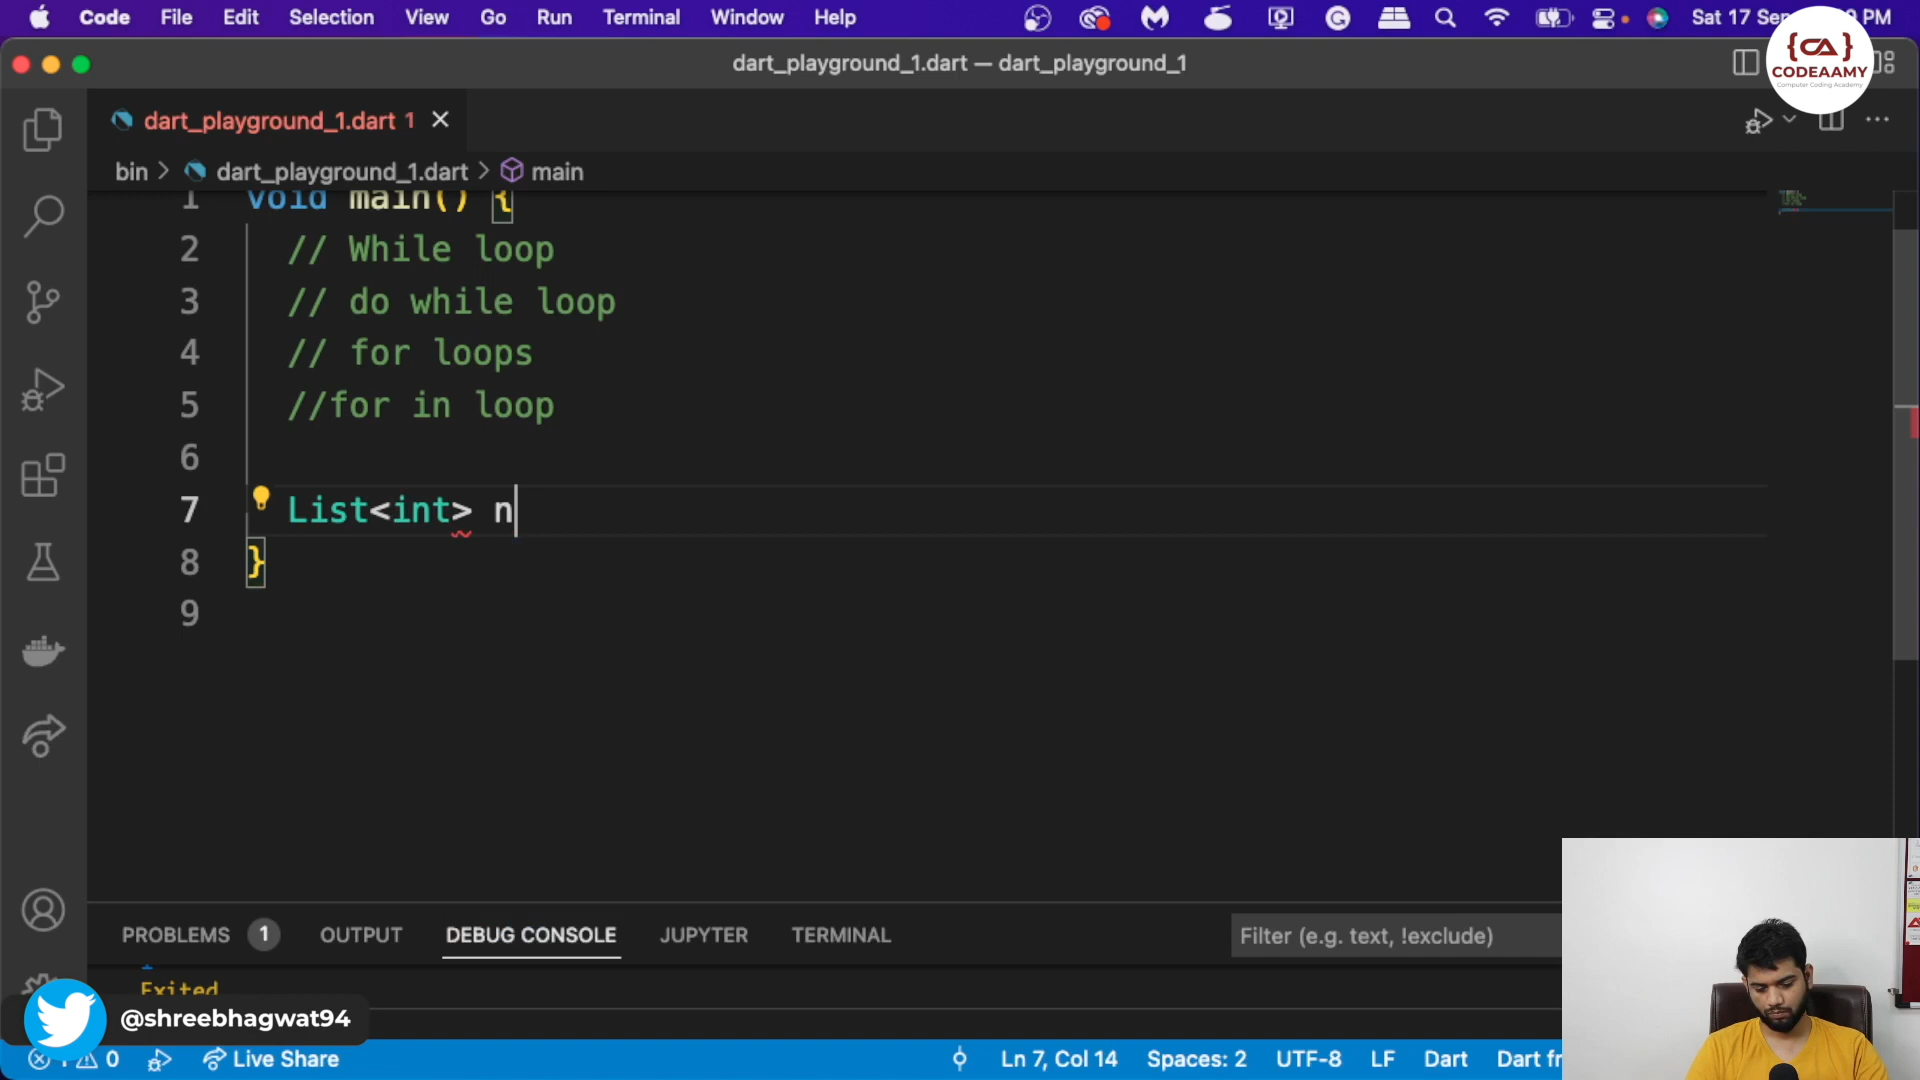 Code File Edit Selection View Go Run Terminal Window Help
Sat 17 Sep PM
dart_playground_1.dart — dart_playground_1
{CA}
CODEAAMY
Computer Coding Academy
dart_playground_1.dart 1
bin > dart_playground_1.dart > main
1 void main() {
2 // While loop
3 // do while loop
4 // for loops
5 //for in loop
6
7 List<int> n
8 }
9
PROBLEMS 1 OUTPUT DEBUG CONSOLE JUPYTER TERMINAL
Filter (e.g. text, !exclude)
Exited
@shreebhagwat94
0 Live Share Ln 7, Col 14 Spaces: 2 UTF-8 LF Dart Dart